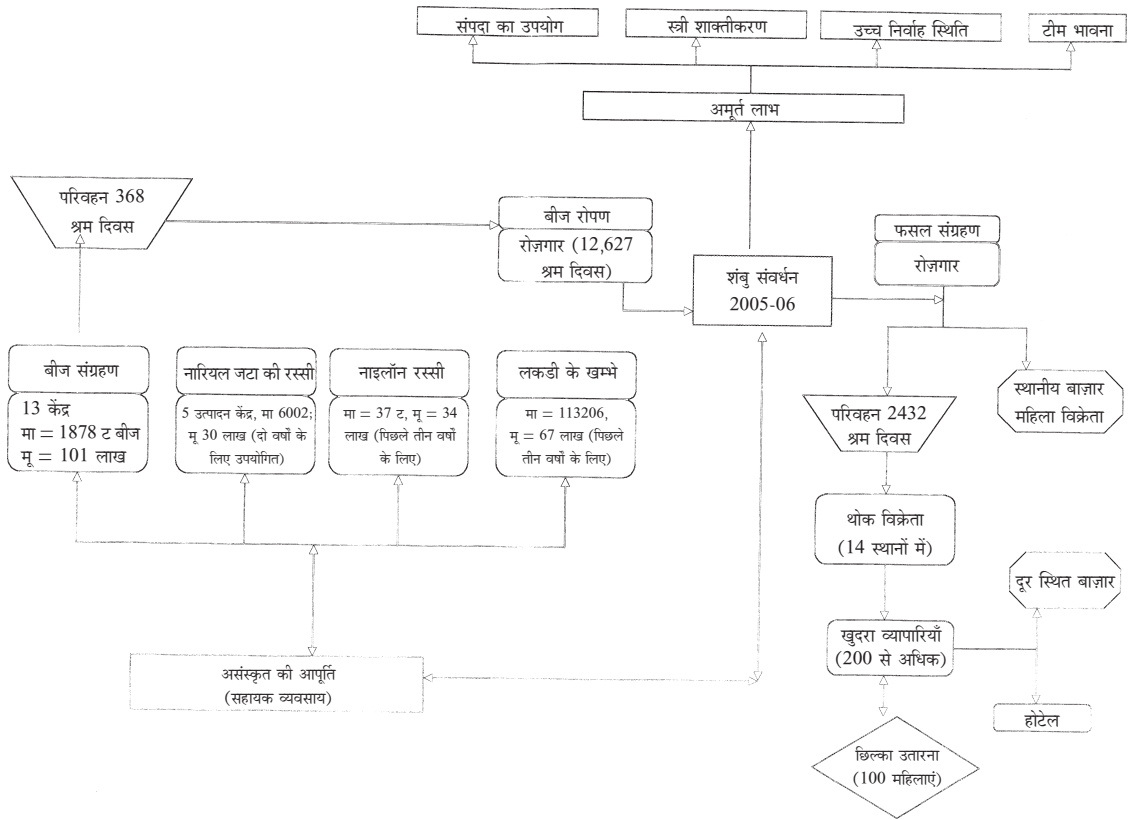 संपदा का उपयोग
स्त्री शाक्तीकरण
उच्च निर्वाह स्थिति
टीम भावना
अमूर्त लाभ
परिवहन 368
श्रम दिवस
बीज रोपण
रोज़गार (12,627
श्रम दिवस)
फसल संग्रहण
रोज़गार
शंबु संवर्धन
2005-06
बीज संग्रहण
13 केंद्र
मा = 1878 ट बीज
मू = 101 लाख
नारियल जटा की रस्सी
5 उत्पादन केंद्र, मा 6002;
मू 30 लाख (दो वर्षो के
लिए उपयोगित)
नाइलॉन रस्सी
मा = 37 ट, मू = 34
लाख (पिछले तीन वर्षो
के लिए)
लकडी के खम्भे
मा = 113206,
मू = 67 लाख (पिछले
तीन वर्षो के लिए)
स्थानीय बाज़ार
महिला विक्रेता
परिवहन 2432
श्रम दिवस
थोक विक्रेता
(14 स्थानों में)
दूर स्थित बाज़ार
खुदरा व्यापारियाँ
(200 से अधिक)
असंस्कृत की आपूर्ति
(सहायक व्यवसाय)
होटेल
छिल्का उतारना
(100 महिलाएं)